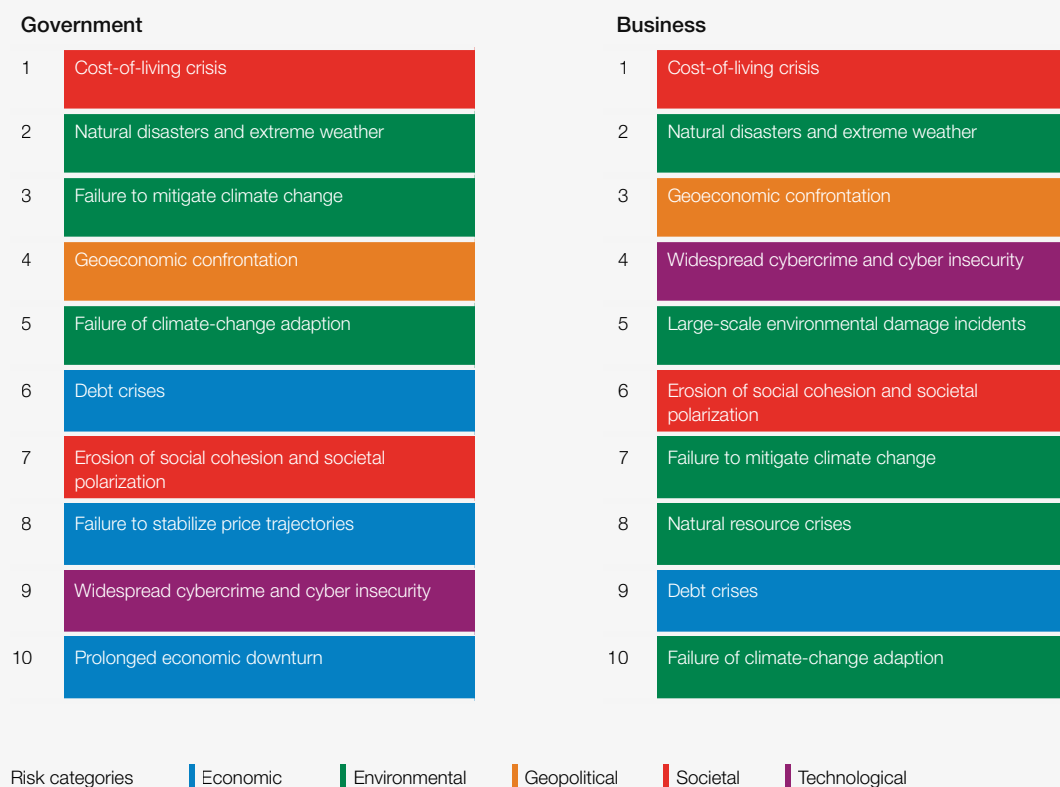 Government
1 Cost-of-living crisis
2 Natural disasters and extreme weather
3 Failure to mitigate climate change
4 Geoeconomic confrontation
5 Failure of climate-change adaption
6 Debt crises
7 Erosion of social cohesion and societal
polarization
8 Failure to stabilize price trajectories
9 Widespread cybercrime and cyber insecurity
10 Prolonged economic downturn
Business
1 Cost-of-living crisis
2 Natural disasters and extreme weather
3 Geoeconomic confrontation
4 Widespread cybercrime and cyber insecurity
5 Large-scale environmental damage incidents
6 Erosion of social cohesion and societal
polarization
7 Failure to mitigate climate change
8 Natural resource crises
9 Debt crises
10 Failure of climate-change adaption
Risk categories Economic Environmental Geopolitical Societal Technological